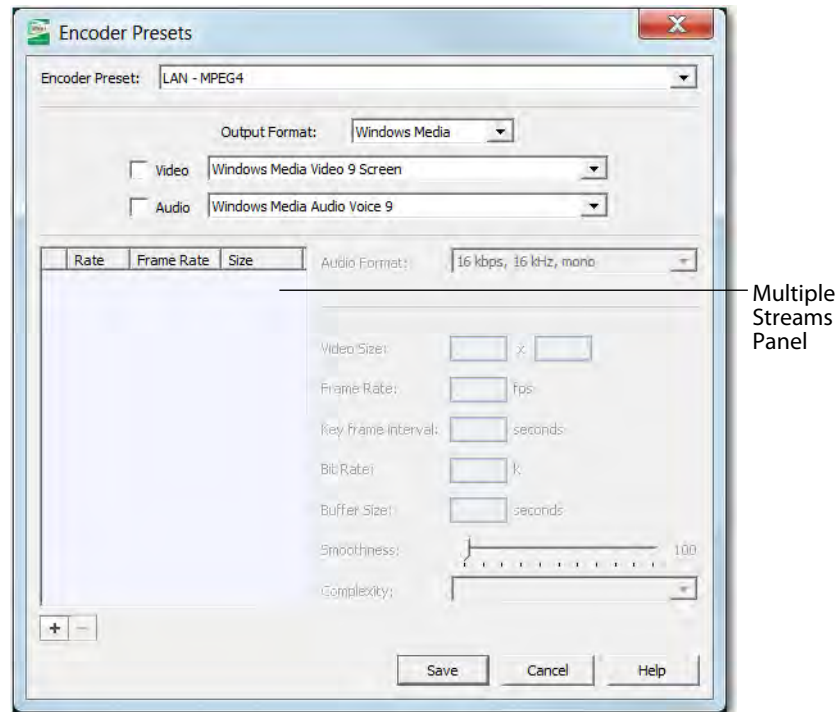 Encoder Presets
Encoder Preset: LAN - MPEG4
Output Format: Windows Media
Video Windows Media Video 9 Screen
Audio Windows Media Audio Voice 9
Rate Frame Rate Size
Audio Format: 16 kbps, 16 kHz, mono
Multiple
Streams
Panel
Video Size: x
Frame Rate: fps
Key frame interval: seconds
Bit Rate: k
Buffer Size: seconds
Smoothness: 100
Complexity:
+ −
Save Cancel Help